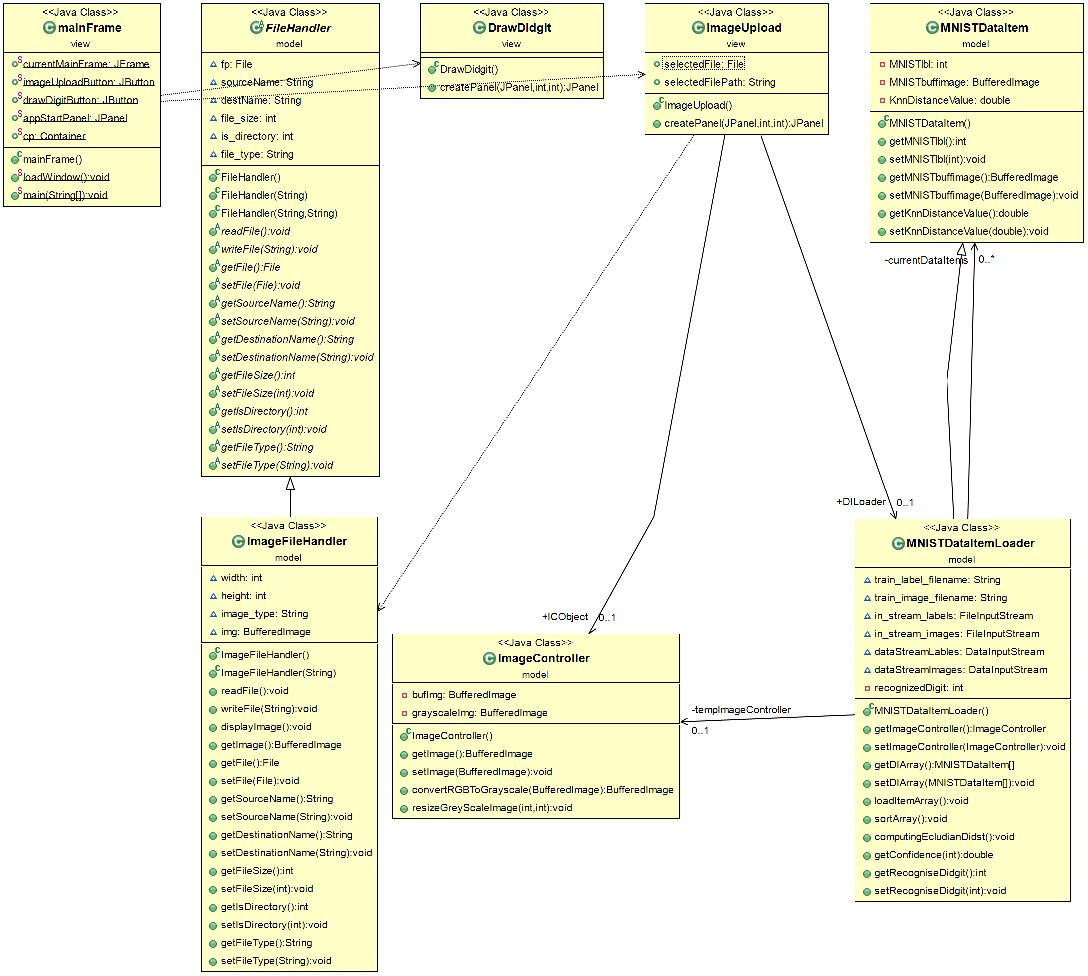 <<Java Class>>
mainFrame
view
currentMainFrame: JFrame
imageUploadButton: JButton
drawDigitButton: JButton
appStartPanel: JPanel
cp: Container
mainFrame()
loadWindow():void
main(String[]):void
<<Java Class>>
FileHandler
model
fp: File
sourceName: String
destName: String
file_size: int
is_directory: int
file_type: String
FileHandler()
FileHandler(String)
FileHandler(String,String)
readFile():void
writeFile(String):void
getFile():File
setFile(File):void
getSourceName():String
setSourceName(String):void
getDestinationName():String
setDestinationName(String):void
getFileSize():int
setFileSize(int):void
getIsDirectory():int
setIsDirectory(int):void
getFileType():String
setFileType(String):void
<<Java Class>>
DrawDidgit
view
DrawDidgit()
createPanel(JPanel,int,int):JPanel
<<Java Class>>
ImageUpload
view
selectedFile: File
selectedFilePath: String
ImageUpload()
createPanel(JPanel,int,int):JPanel
<<Java Class>>
MNISTDataItem
model
MNISTlbl: int
MNISTbuffimage: BufferedImage
KnnDistanceValue: double
MNISTDataItem()
getMNISTlbl():int
setMNISTlbl(int):void
getMNISTbuffimage():BufferedImage
setMNISTbuffimage(BufferedImage):void
getKnnDistanceValue():double
setKnnDistanceValue(double):void
-currentDataItems
0..*
+DILoader
0..1
<<Java Class>>
ImageFileHandler
model
width: int
height: int
image_type: String
img: BufferedImage
ImageFileHandler()
ImageFileHandler(String)
readFile():void
writeFile(String):void
displayImage():void
getImage():BufferedImage
getFile():File
setFile(File):void
getSourceName():String
setSourceName(String):void
getDestinationName():String
setDestinationName(String):void
getFileSize():int
setFileSize(int):void
getIsDirectory():int
setIsDirectory(int):void
getFileType():String
setFileType(String):void
+ICObject
0..1
<<Java Class>>
ImageController
model
bufImg: BufferedImage
grayscaleImg: BufferedImage
ImageController()
getImage():BufferedImage
setImage(BufferedImage):void
convertRGBToGrayscale(BufferedImage):BufferedImage
resizeGreyScaleImage(int,int):void
-tempImageController
0..1
<<Java Class>>
MNISTDataItemLoader
model
train_label_filename: String
train_image_filename: String
in_stream_labels: FileInputStream
in_stream_images: FileInputStream
dataStreamLables: DataInputStream
dataStreamImages: DataInputStream
recognizedDigit: int
MNISTDataItemLoader()
getImageController():ImageController
setImageController(ImageController):void
getDIArray():MNISTDataItem[]
setDIArray(MNISTDataItem[]):void
loadItemArray():void
sortArray():void
computingEcludianDidst():void
getConfidence(int):double
getRecogniseDidgit():int
setRecogniseDidgit(int):void